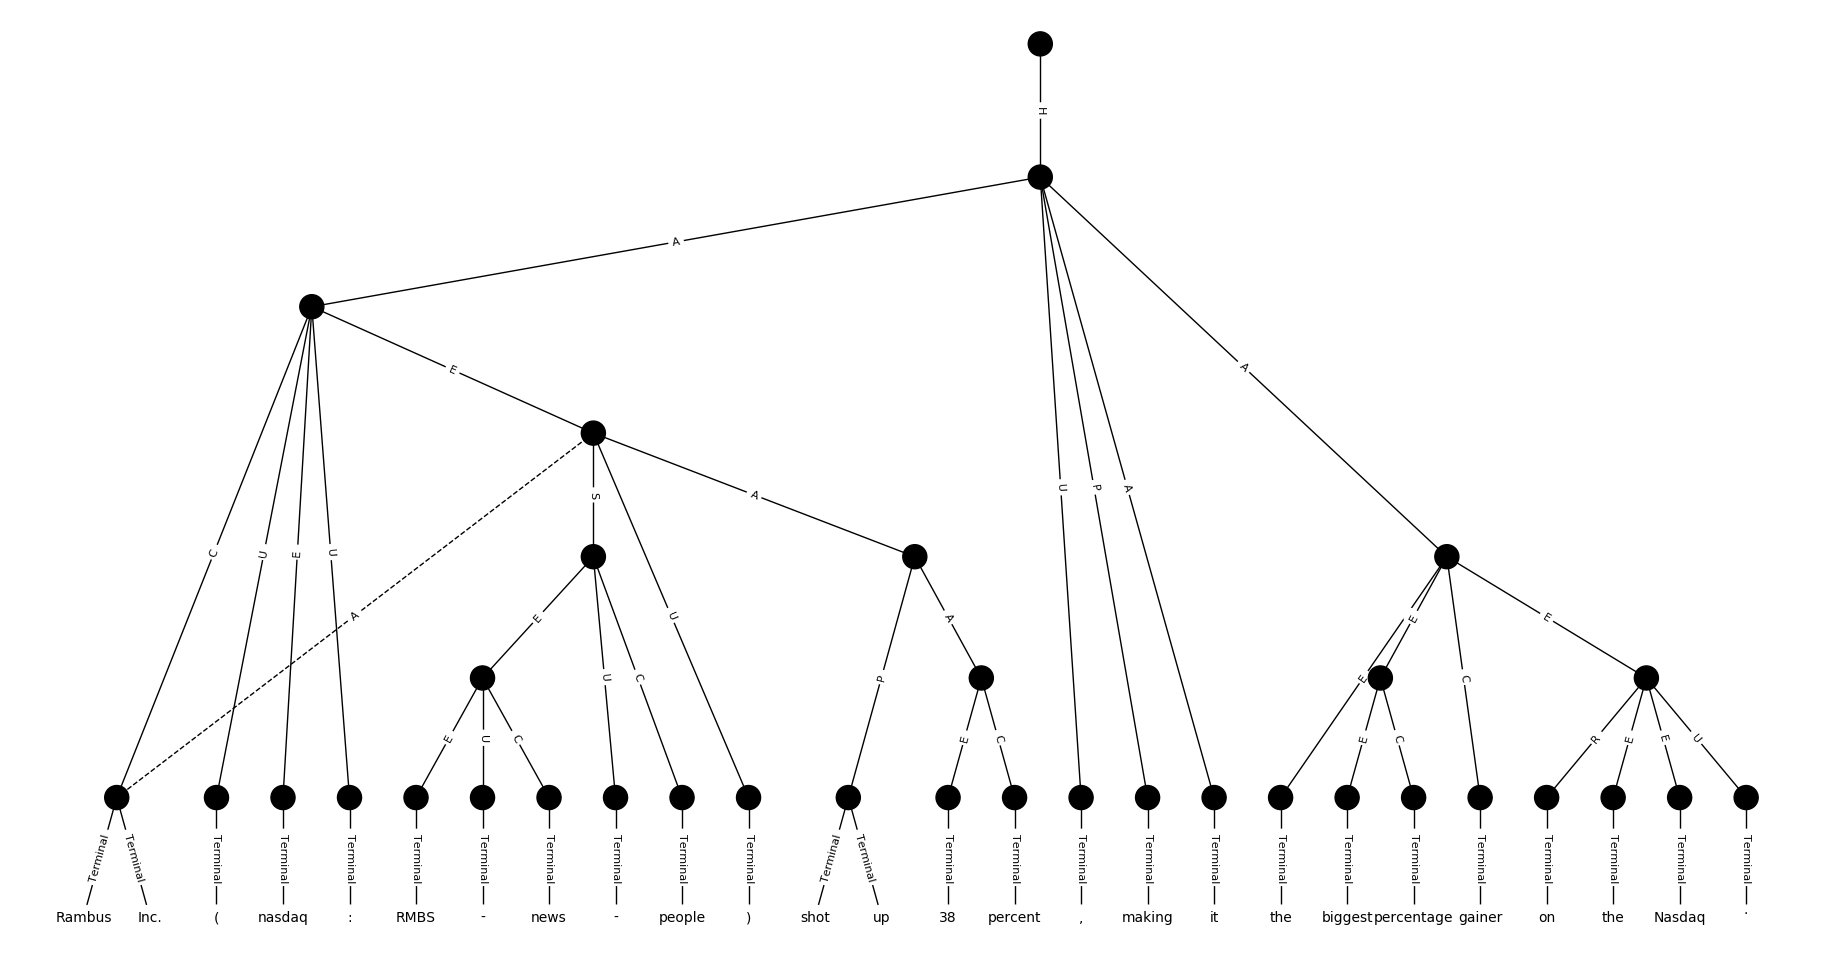 H
A
A
E
A
S
A
U
P
A
C
U
E
U
A
U
E
E
E
U
C
P
A
E
C
E
R
E
E
U
E
U
C
E
C
E
C
Terminal Terminal Terminal Terminal Terminal Terminal Terminal Terminal Terminal Terminal Terminal Terminal Terminal Terminal Terminal Terminal Terminal Terminal Terminal Terminal Terminal Terminal Terminal Terminal Terminal Terminal
Rambus Inc. ( nasdaq : RMBS - news - people ) shot up 38 percent , making it the biggest percentage gainer on the Nasdaq .